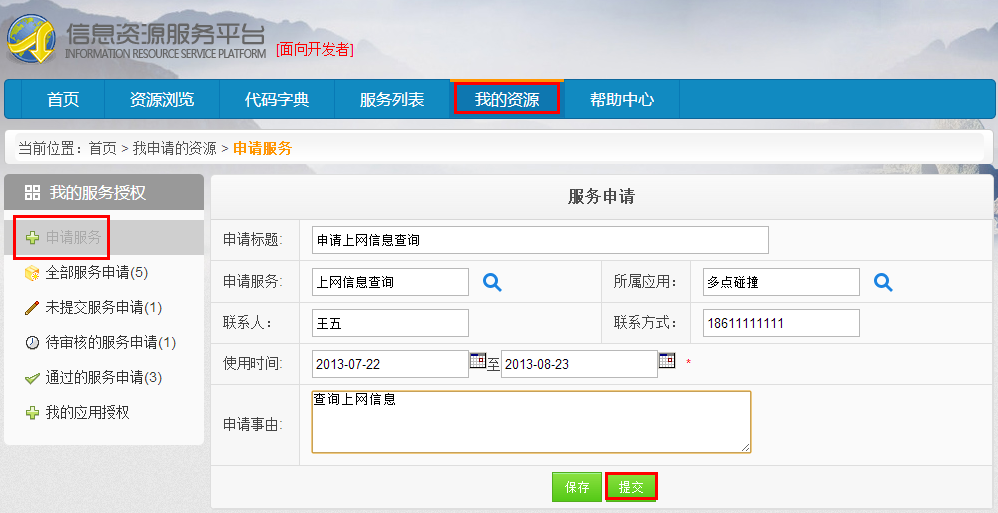 信息资源服务平台
INFORMATION RESOURCE SERVICE PLATFORM
[面向开发者]
首页 资源浏览 代码字典 服务列表 我的资源 帮助中心
当前位置：首页 > 我申请的资源 > 申请服务
我的服务授权
申请服务
全部服务申请(5)
未提交服务申请(1)
待审核的服务申请(1)
通过的服务申请(3)
我的应用授权
服务申请
申请标题: 申请上网信息查询
申请服务: 上网信息查询 所属应用： 多点碰撞
联系人： 王五 联系方式： 18611111111
使用时间: 2013-07-22 至 2013-08-23 *
申请事由: 查询上网信息
保存 提交